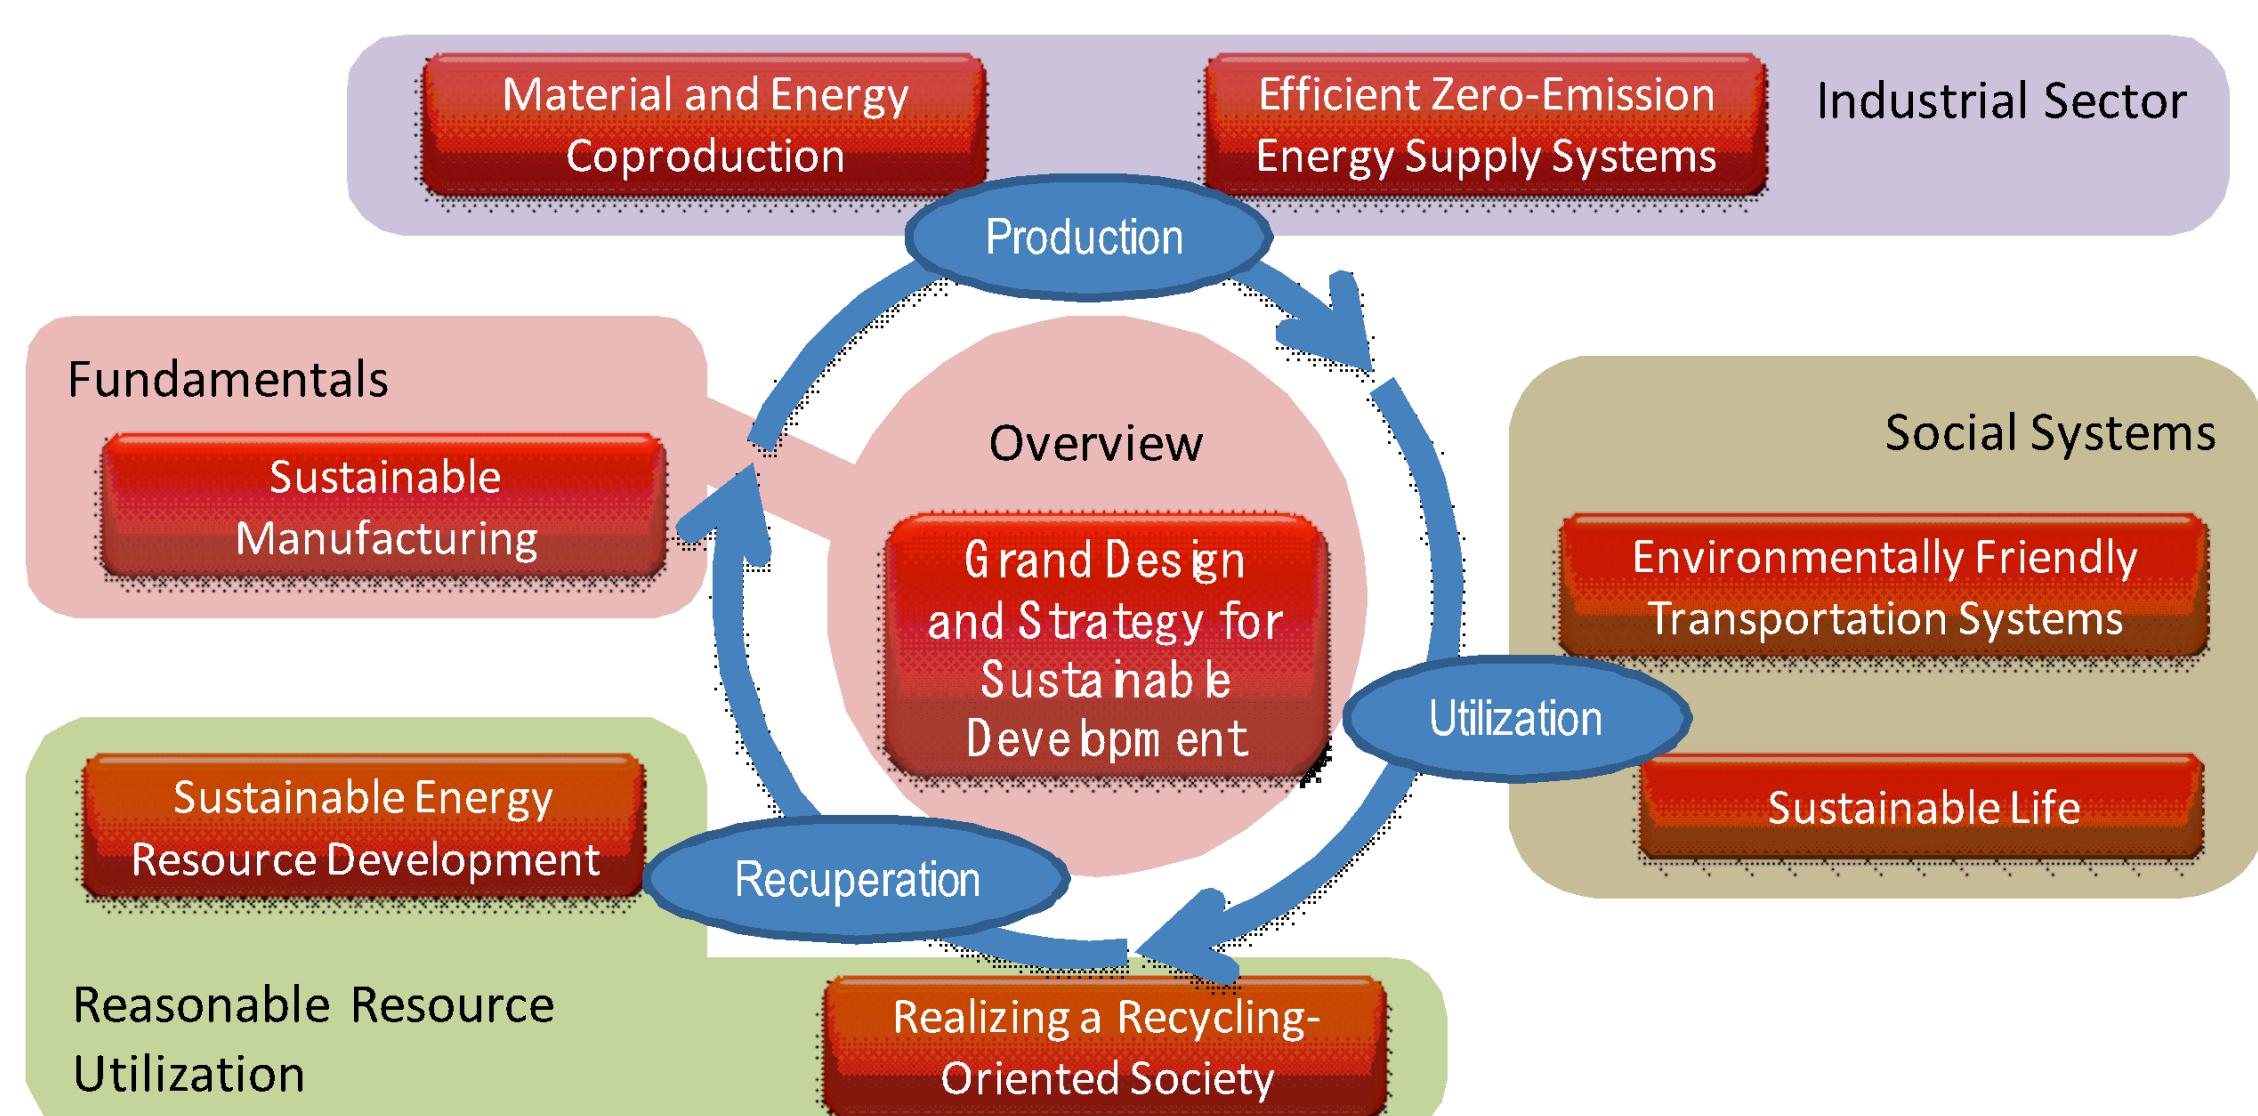 Material and Energy
Coproduction
Efficient Zero-Emission
Energy Supply Systems
Industrial Sector
Production
Fundamentals
Sustainable
Manufacturing
Overview
Grand Design
and Strategy for
Sustainable
Development
Social Systems
Environmentally Friendly
Transportation Systems
Utilization
Sustainable Life
Sustainable Energy
Resource Development
Recuperation
Reasonable Resource
Utilization
Realizing a Recycling-
Oriented Society